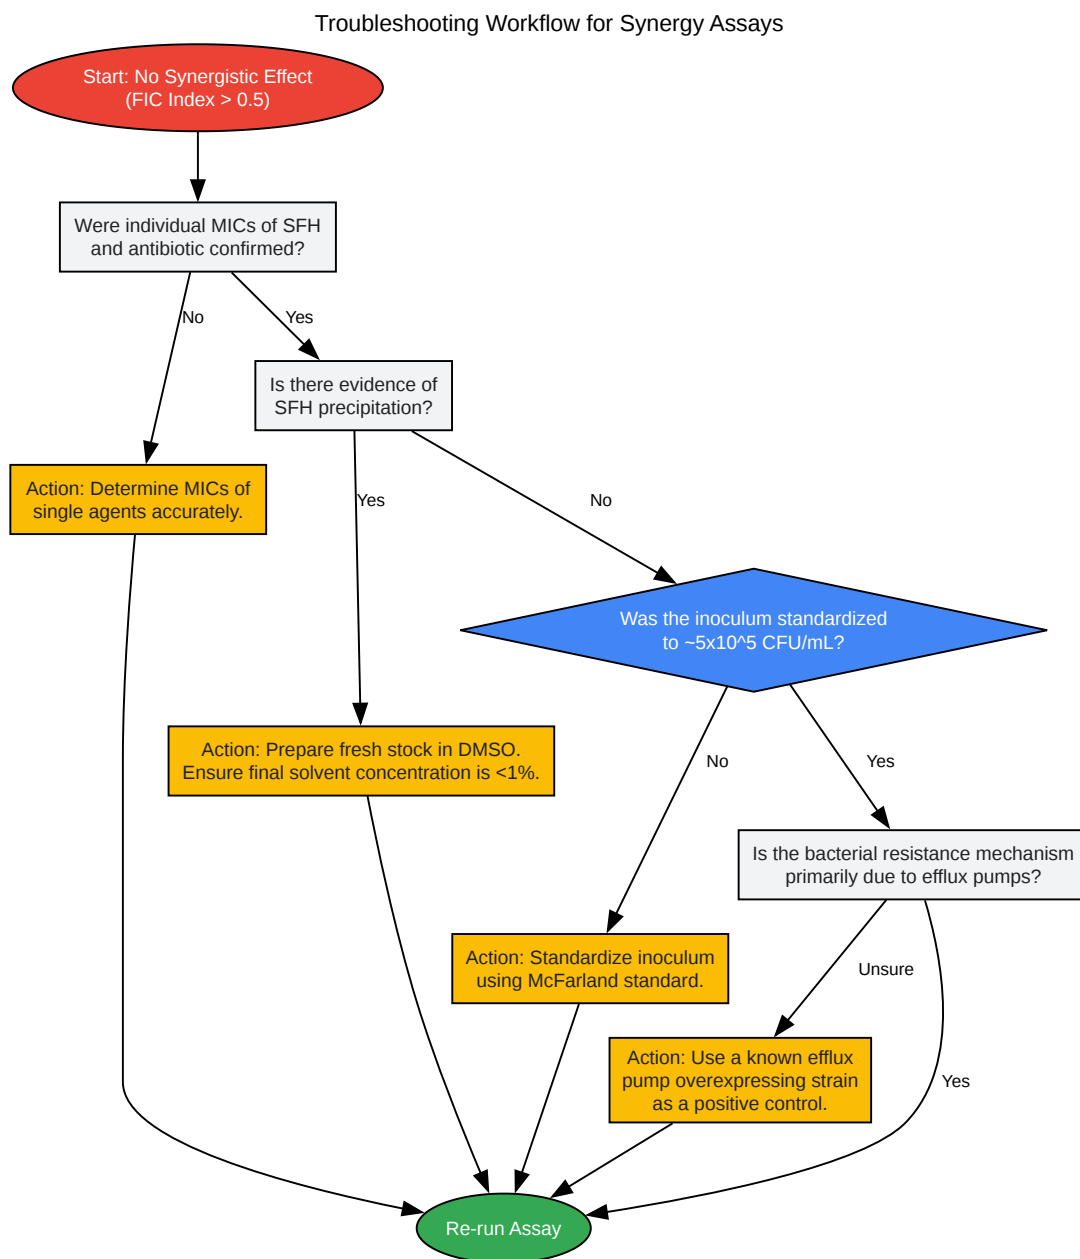 Troubleshooting Workflow for Synergy Assays
Start: No Synergistic Effect
(FIC Index > 0.5)
Were individual MICs of SFH
and antibiotic confirmed?
No
Yes
Is there evidence of
SFH precipitation?
Action: Determine MICs of
single agents accurately.
Yes
No
Was the inoculum standardized
to ~5x10^5 CFU/mL?
Action: Prepare fresh stock in DMSO.
Ensure final solvent concentration is <1%.
No
Yes
Is the bacterial resistance mechanism
primarily due to efflux pumps?
Action: Standardize inoculum
using McFarland standard.
Unsure
Action: Use a known efflux
pump overexpressing strain
as a positive control.
Yes
Re-run Assay